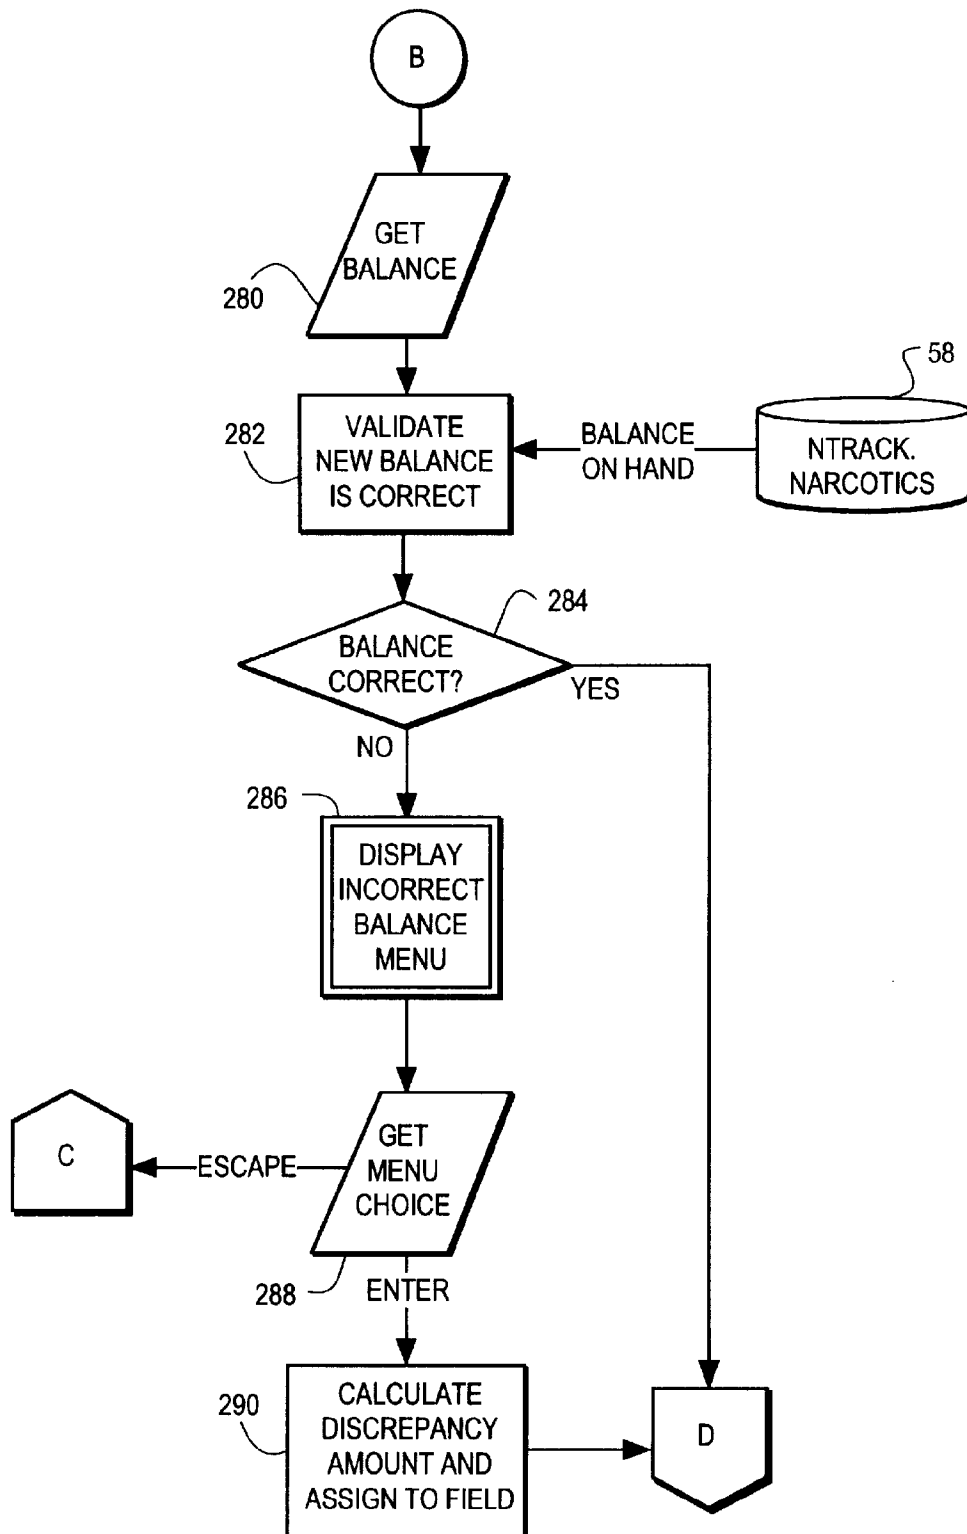 B
GET
BALANCE
280
58
282
VALIDATE
NEW BALANCE
IS CORRECT
BALANCE
ON HAND
NTRACK.
NARCOTICS
284
BALANCE
CORRECT?
YES
NO
286
DISPLAY
INCORRECT
BALANCE
MENU
C
ESCAPE
GET
MENU
CHOICE
288
ENTER
290
CALCULATE
DISCREPANCY
AMOUNT AND
ASSIGN TO FIELD
D